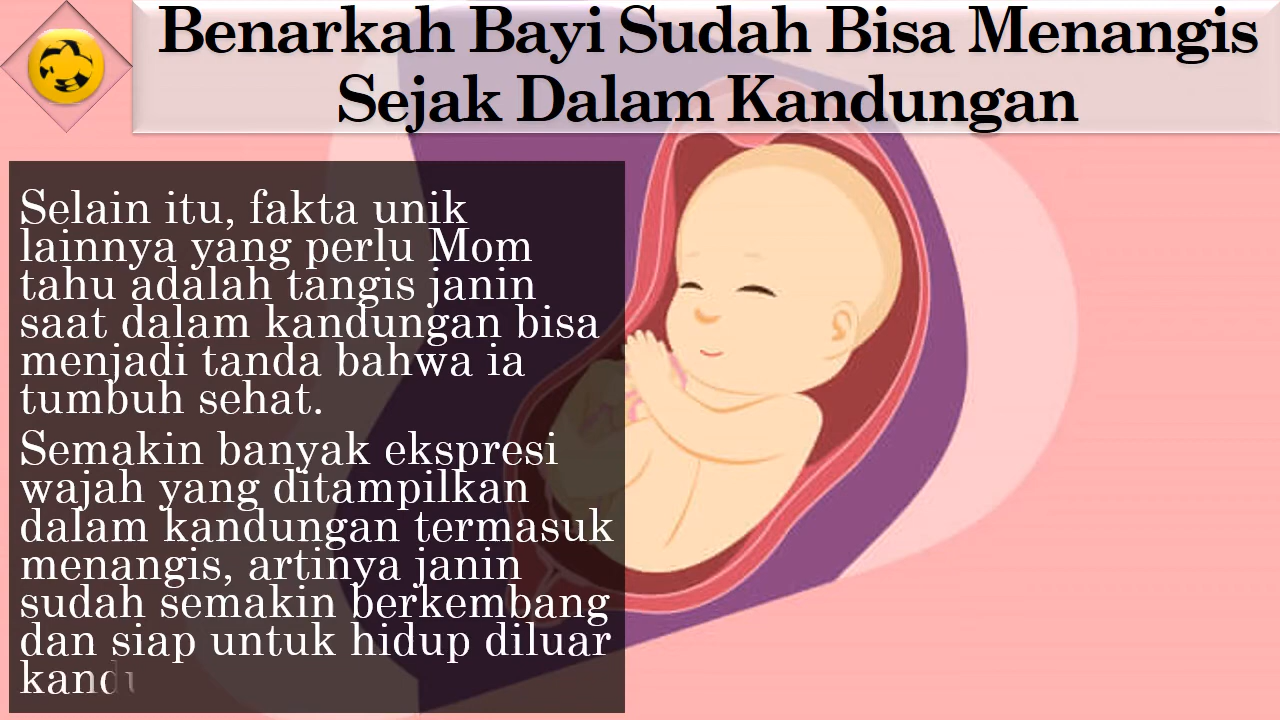 Benarkah Bayi Sudah Bisa Menangis
Sejak Dalam Kandungan
Selain itu, fakta unik
lainnya yang perlu Mom
tahu adalah tangis janin
saat dalam kandungan bisa
menjadi tanda bahwa ia
tumbuh sehat.
Semakin banyak ekspresi
wajah yang ditampilkan
dalam kandungan termasuk
menangis, artinya janin
sudah semakin berkembang
dan siap untuk hidup diluar